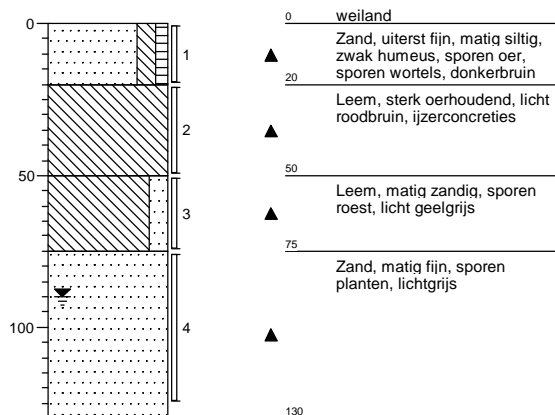 0
0
weiland
1
Zand, uiterst fijn, matig siltig,
zwak humeus, sporen oer,
sporen wortels, donkerbruin
20
2
Leem, sterk oerhoudend, licht
roodbruin, ijzerconcreties
50
50
3
Leem, matig zandig, sporen
roest, licht geelgrijs
75
Zand, matig fijn, sporen
planten, lichtgrijs
100
4
130